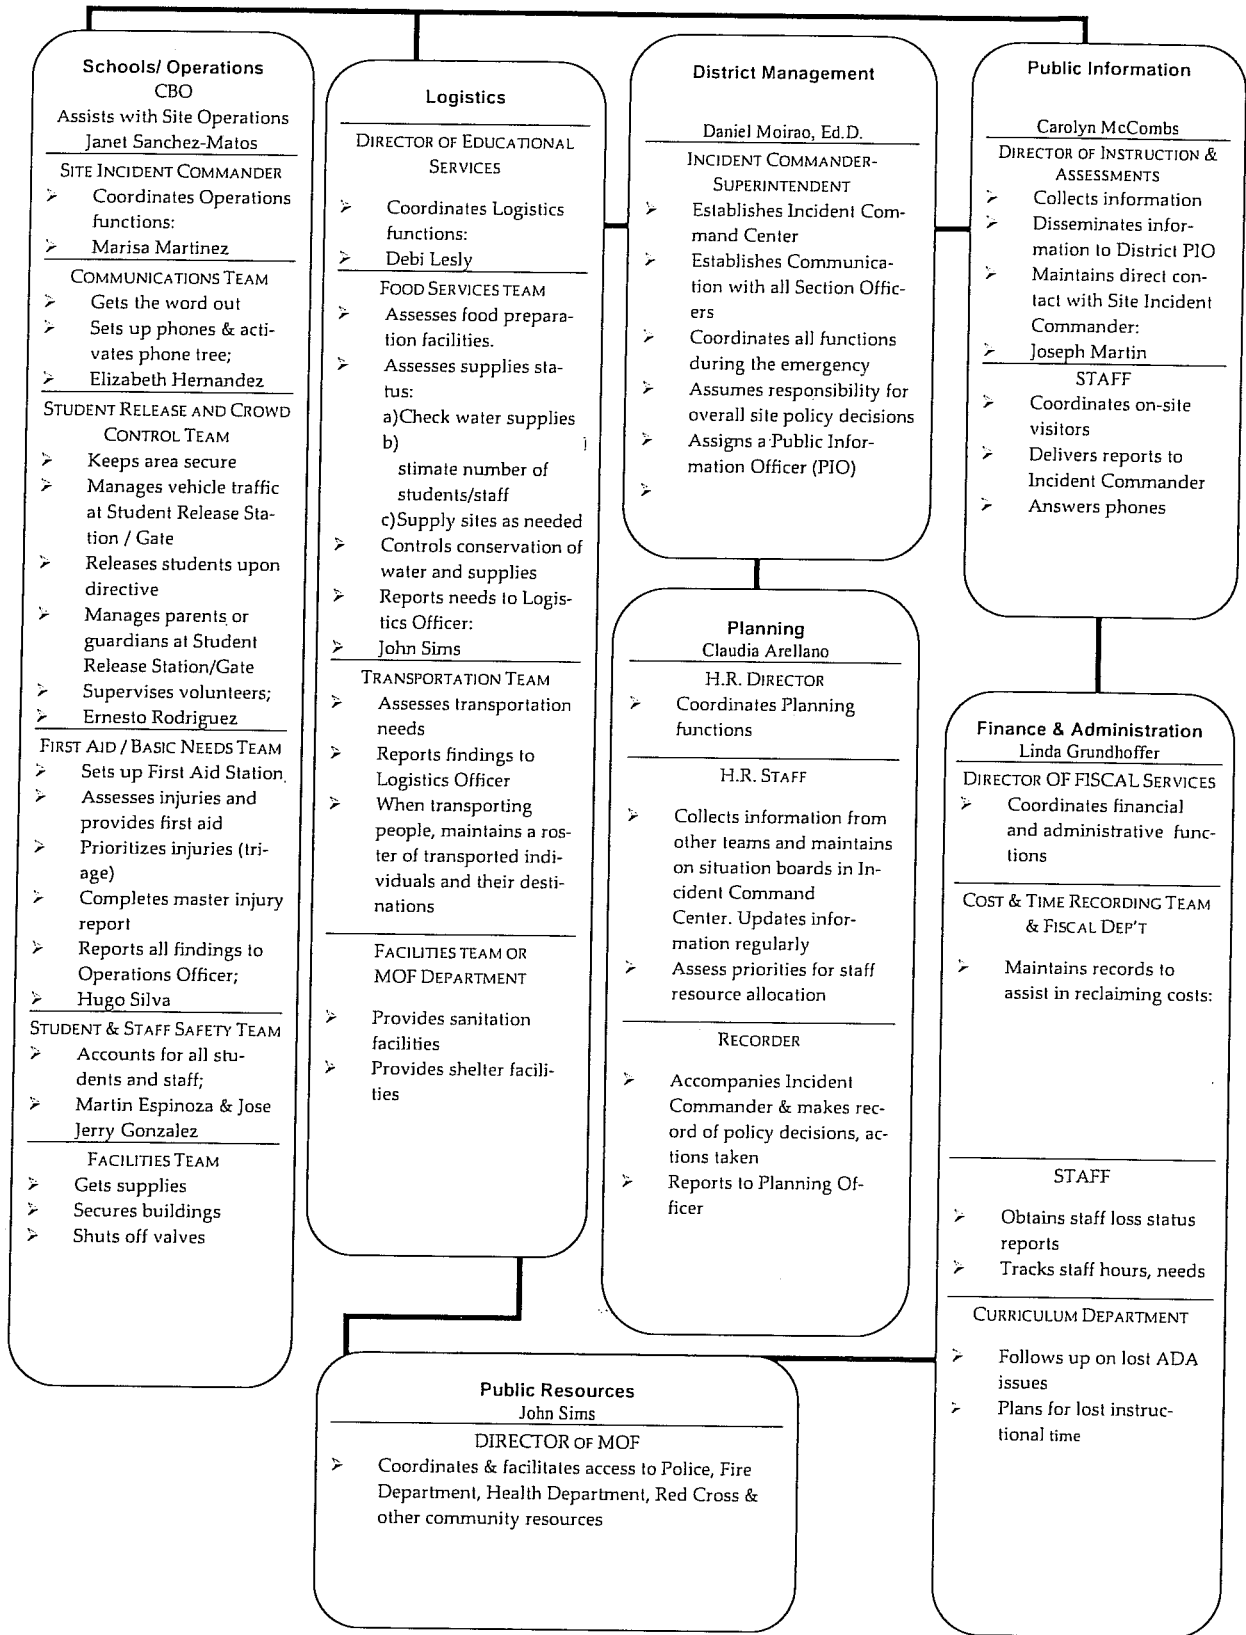 Schools/ Operations
CBO
Assists with Site Operations
Janet Sanchez-Matos
SITE INCIDENT COMMANDER
➢ Coordinates Operations
functions:
➢ Marisa Martinez
COMMUNICATIONS TEAM
➢ Gets the word out
➢ Sets up phones & acti-
vates phone tree;
➢ Elizabeth Hernandez
STUDENT RELEASE AND CROWD
CONTROL TEAM
➢ Keeps area secure
➢ Manages vehicle traffic
at Student Release Sta-
tion / Gate
➢ Releases students upon
directive
➢ Manages parents or
guardians at Student
Release Station/Gate
➢ Supervises volunteers;
➢ Ernesto Rodriguez
FIRST AID / BASIC NEEDS TEAM
➢ Sets up First Aid Station
➢ Assesses injuries and
provides first aid
➢ Prioritizes injuries (tri-
age)
➢ Completes master injury
report
➢ Reports all findings to
Operations Officer;
➢ Hugo Silva
STUDENT & STAFF SAFETY TEAM
➢ Accounts for all stu-
dents and staff;
➢ Martin Espinoza & Jose
Jerry Gonzalez
FACILITIES TEAM
➢ Gets supplies
➢ Secures buildings
➢ Shuts off valves
Logistics
DIRECTOR OF EDUCATIONAL
SERVICES
➢ Coordinates Logistics
functions:
➢ Debi Lesly
FOOD SERVICES TEAM
➢ Assesses food prepara-
tion facilities.
➢ Assesses supplies sta-
tus:
a)Check water supplies
b)
stimate number of
students/staff
c)Supply sites as needed
➢ Controls conservation of
water and supplies
➢ Reports needs to Logis-
tics Officer:
➢ John Sims
TRANSPORTATION TEAM
➢ Assesses transportation
needs
➢ Reports findings to
Logistics Officer
➢ When transporting
people, maintains a ros-
ter of transported indi-
viduals and their desti-
nations
FACILITIES TEAM OR
MOF DEPARTMENT
➢ Provides sanitation
facilities
➢ Provides shelter facili-
ties
District Management
Daniel Moirao, Ed.D.
INCIDENT COMMANDER-
SUPERINTENDENT
➢ Establishes Incident Com-
mand Center
➢ Establishes Communica-
tion with all Section Offic-
ers
➢ Coordinates all functions
during the emergency
➢ Assumes responsibility for
overall site policy decisions
➢ Assigns a Public Infor-
mation Officer (PIO)
➢
Public Information
Carolyn McCombs
DIRECTOR OF INSTRUCTION &
ASSESSMENTS
➢ Collects information
➢ Disseminates infor-
mation to District PIO
➢ Maintains direct con-
tact with Site Incident
Commander:
➢ Joseph Martin
STAFF
➢ Coordinates on-site
visitors
➢ Delivers reports to
Incident Commander
➢ Answers phones
Planning
Claudia Arellano
H.R. DIRECTOR
➢ Coordinates Planning
functions
H.R. STAFF
➢ Collects information from
other teams and maintains
on situation boards in In-
cident Command
Center. Updates infor-
mation regularly
➢ Assess priorities for staff
resource allocation
RECORDER
➢ Accompanies Incident
Commander & makes rec-
ord of policy decisions, ac-
tions taken
➢ Reports to Planning Of-
ficer
Finance & Administration
Linda Grundhoffer
DIRECTOR OF FISCAL SERVICES
➢ Coordinates financial
and administrative func-
tions
COST & TIME RECORDING TEAM
& FISCAL DEP'T
➢ Maintains records to
assist in reclaiming costs:
STAFF
➢ Obtains staff loss status
reports
➢ Tracks staff hours, needs
CURRICULUM DEPARTMENT
➢ Follows up on lost ADA
issues
➢ Plans for lost instruc-
tional time
Public Resources
John Sims
DIRECTOR OF MOF
➢ Coordinates & facilitates access to Police, Fire
Department, Health Department, Red Cross &
other community resources